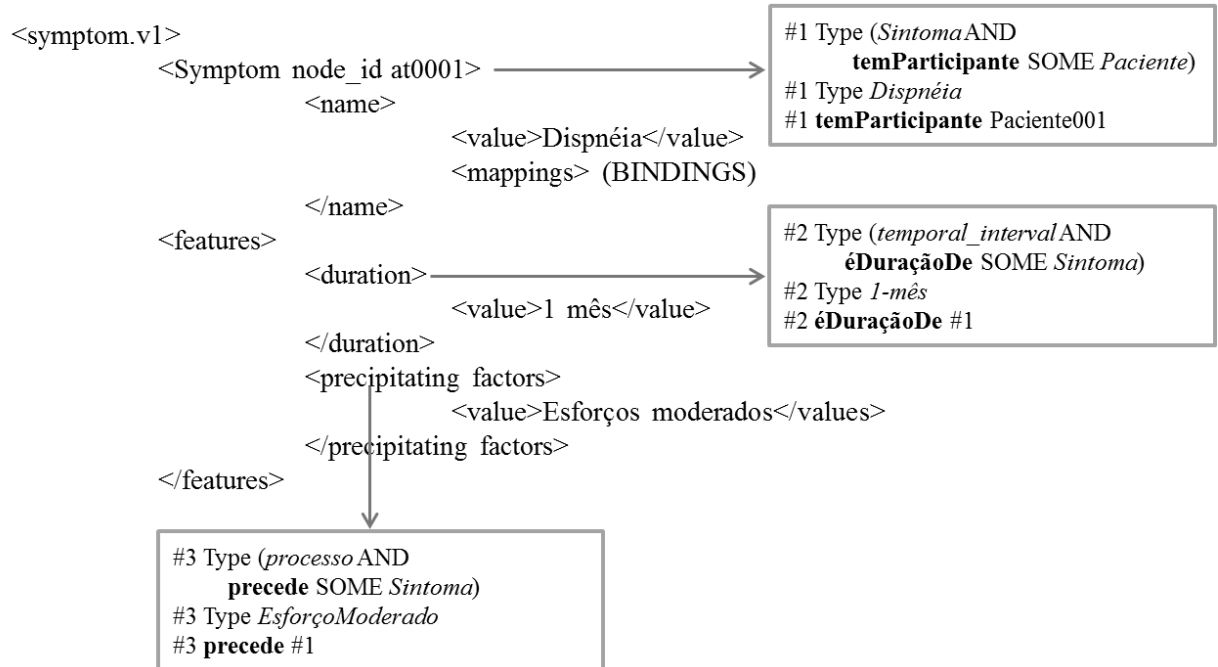 <symptom.v1>
<Symptom node_id at0001>
<name>
<value>Dispnéia</value>
<mappings> (BINDINGS)
</name>
<features>
<duration>
<value>1 mês</value>
</duration>
<precipitating factors>
<value>Esforços moderados</values>
</precipitating factors>
</features>
#1 Type (Sintoma AND
temParticipante SOME Paciente)
#1 Type Dispnéia
#1 temParticipante Paciente001
#2 Type (temporal_interval AND
éDuraçãoDe SOME Sintoma)
#2 Type 1-mês
#2 éDuraçãoDe #1
#3 Type (processo AND
precede SOME Sintoma)
#3 Type EsforçoModerado
#3 precede #1